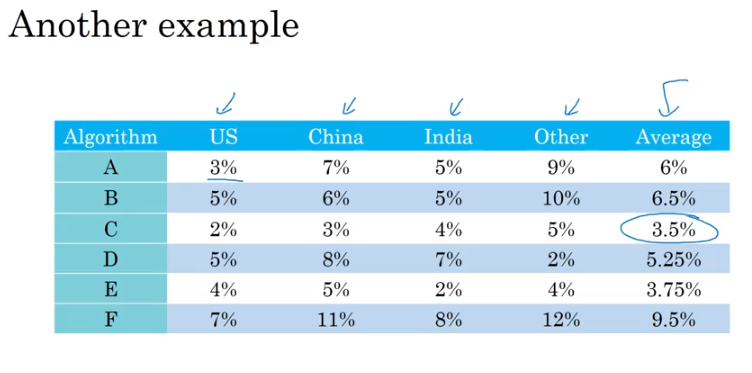 Another example
Algorithm US China India Other Average
A 3% 7% 5% 9% 6%
B 5% 6% 5% 10% 6.5%
C 2% 3% 4% 5% 3.5%
D 5% 8% 7% 2% 5.25%
E 4% 5% 2% 4% 3.75%
F 7% 11% 8% 12% 9.5%